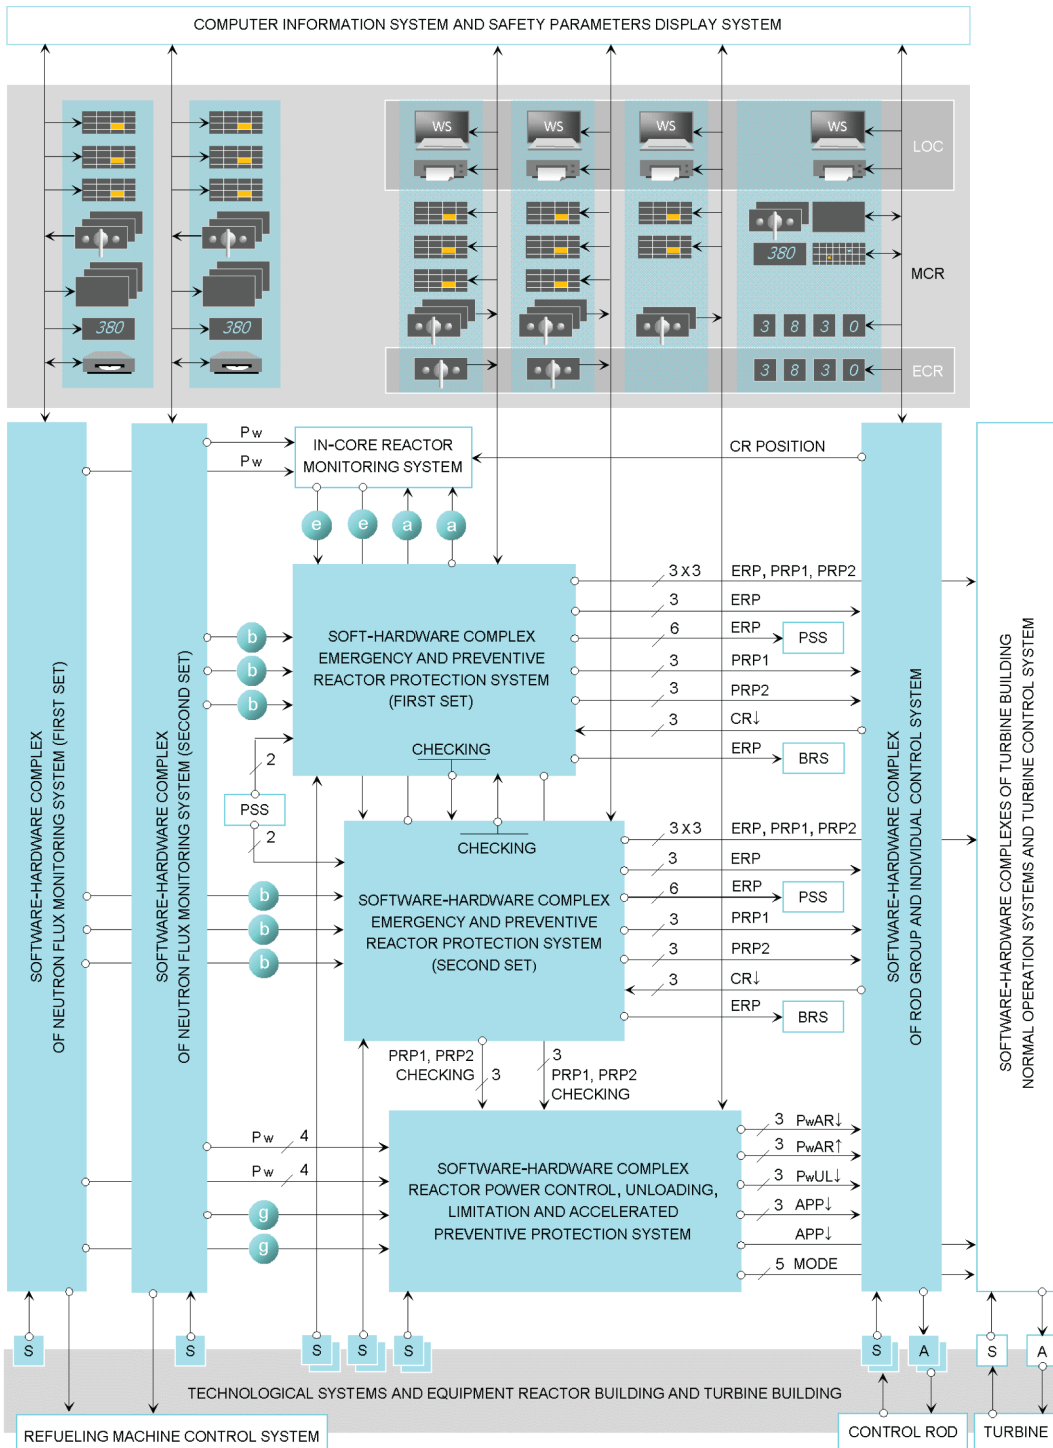 COMPUTER INFORMATION SYSTEM AND SAFETY PARAMETERS DISPLAY SYSTEM
WS
WS
WS
WS
LOC
380
MCR
380
380
3 8 3 0
3 8 3 0
ECR
Pw
Pw
IN-CORE REACTOR
MONITORING SYSTEM
CR POSITION
e
e
a
a
SOFTWARE-HARDWARE COMPLEX
OF NEUTRON FLUX MONITORING SYSTEM (FIRST SET)
SOFTWARE-HARDWARE COMPLEX
OF NEUTRON FLUX MONITORING SYSTEM (SECOND SET)
b
b
b
SOFT-HARDWARE COMPLEX
EMERGENCY AND PREVENTIVE
REACTOR PROTECTION SYSTEM
(FIRST SET)
CHECKING
3 x 3 ERP, PRP1, PRP2
3 ERP
6 ERP
PSS
3 PRP1
3 PRP2
3 CR↓
ERP
BRS
2
PSS
2
CHECKING
b
b
b
SOFTWARE-HARDWARE COMPLEX
EMERGENCY AND PREVENTIVE
REACTOR PROTECTION SYSTEM
(SECOND SET)
3 x 3 ERP, PRP1, PRP2
3 ERP
6 ERP
PSS
3 PRP1
3 PRP2
3 CR↓
ERP
BRS
SOFTWARE-HARDWARE COMPLEX
OF ROD GROUP AND INDIVIDUAL CONTROL SYSTEM
SOFTWARE-HARDWARE COMPLEXES OF TURBINE BUILDING
NORMAL OPERATION SYSTEMS AND TURBINE CONTROL SYSTEM
PRP1, PRP2
CHECKING
3
3
PRP1, PRP2
CHECKING
Pw 4
Pw 4
g
g
SOFTWARE-HARDWARE COMPLEX
REACTOR POWER CONTROL, UNLOADING,
LIMITATION AND ACCELERATED
PREVENTIVE PROTECTION SYSTEM
3 PwAR↓
3 PwAR↑
3 PwUL↓
3 APP↓
APP↓
5 MODE
S
S
S
S
S
S
A
S
A
TECHNOLOGICAL SYSTEMS AND EQUIPMENT REACTOR BUILDING AND TURBINE BUILDING
REFUELING MACHINE CONTROL SYSTEM
CONTROL ROD
TURBINE